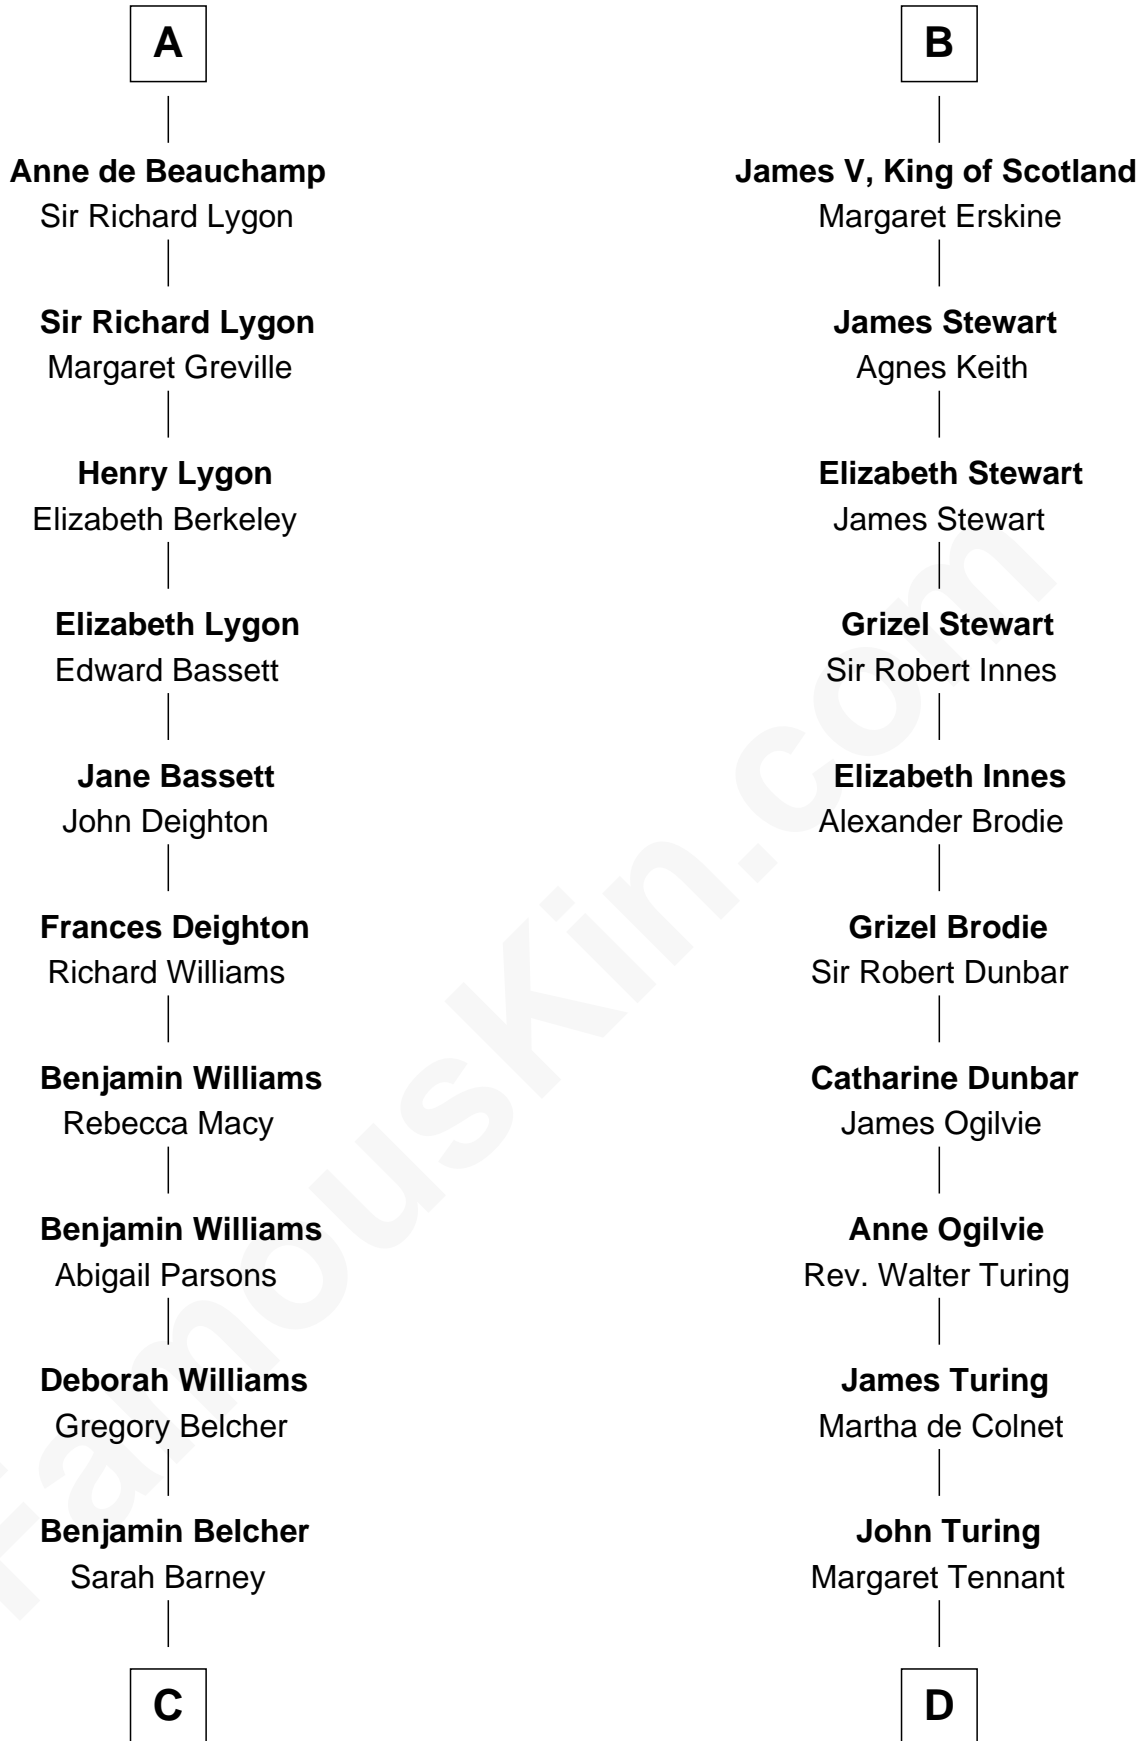 A
Anne de Beauchamp
Sir Richard Lygon
Sir Richard Lygon
Margaret Greville
Henry Lygon
Elizabeth Berkeley
Elizabeth Lygon
Edward Bassett
Jane Bassett
John Deighton
Frances Deighton
Richard Williams
Benjamin Williams
Rebecca Macy
Benjamin Williams
Abigail Parsons
Deborah Williams
Gregory Belcher
Benjamin Belcher
Sarah Barney
C
B
James V, King of Scotland
Margaret Erskine
James Stewart
Agnes Keith
Elizabeth Stewart
James Stewart
Grizel Stewart
Sir Robert Innes
Elizabeth Innes
Alexander Brodie
Grizel Brodie
Sir Robert Dunbar
Catharine Dunbar
James Ogilvie
Anne Ogilvie
Rev. Walter Turing
James Turing
Martha de Colnet
John Turing
Margaret Tennant
D
FamousKin.com